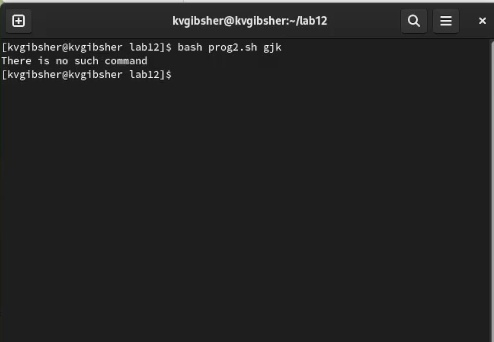 kvgibsher@kvgibsher:~/lab12
[kvgibsher@kvgibsher lab12]$ bash prog2.sh gjk
There is no such command
[kvgibsher@kvgibsher lab12]$